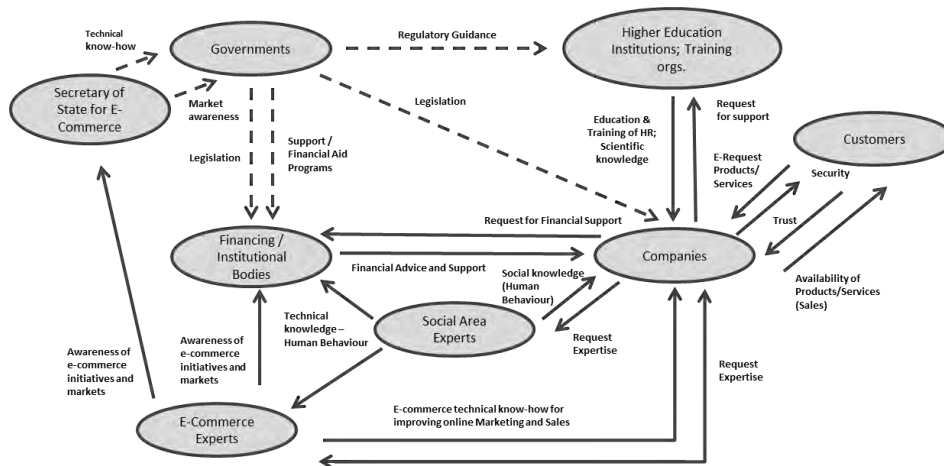 Technical
know-how
Governments
Regulatory Guidance
Higher Education
Institutions; Training
orgs.
Secretary of
State for E-
Commerce
Market
awareness
Legislation
Legislation
Support /
Financial Aid
Programs
Education &
Training of HR;
Scientific
knowledge
Request
for support
Customers
E-Request
Products/
Services
Security
Trust
Request for Financial Support
Financing /
Institutional
Bodies
Financial Advice and Support
Companies
Social knowledge
(Human
Behaviour)
Availability of
Products/Services
(Sales)
Technical
knowledge –
Human Behaviour
Social Area
Experts
Request
Expertise
Awareness of
e-commerce
initiatives and
markets
Awareness of
e-commerce
initiatives and
markets
Request
Expertise
E-Commerce
Experts
E-commerce technical know-how for
improving online Marketing and Sales